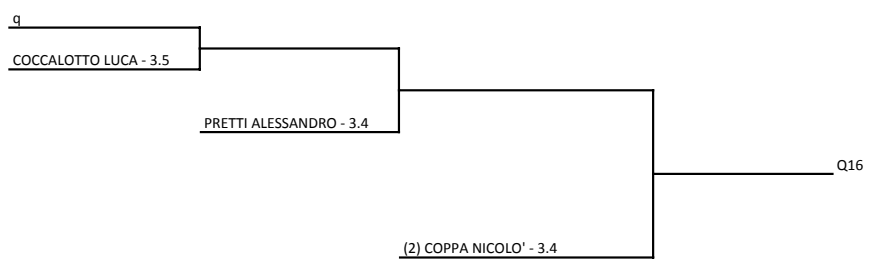 q
COCCALOTTO LUCA - 3.5
PRETTI ALESSANDRO - 3.4
Q16
(2) COPPA NICOLO' - 3.4